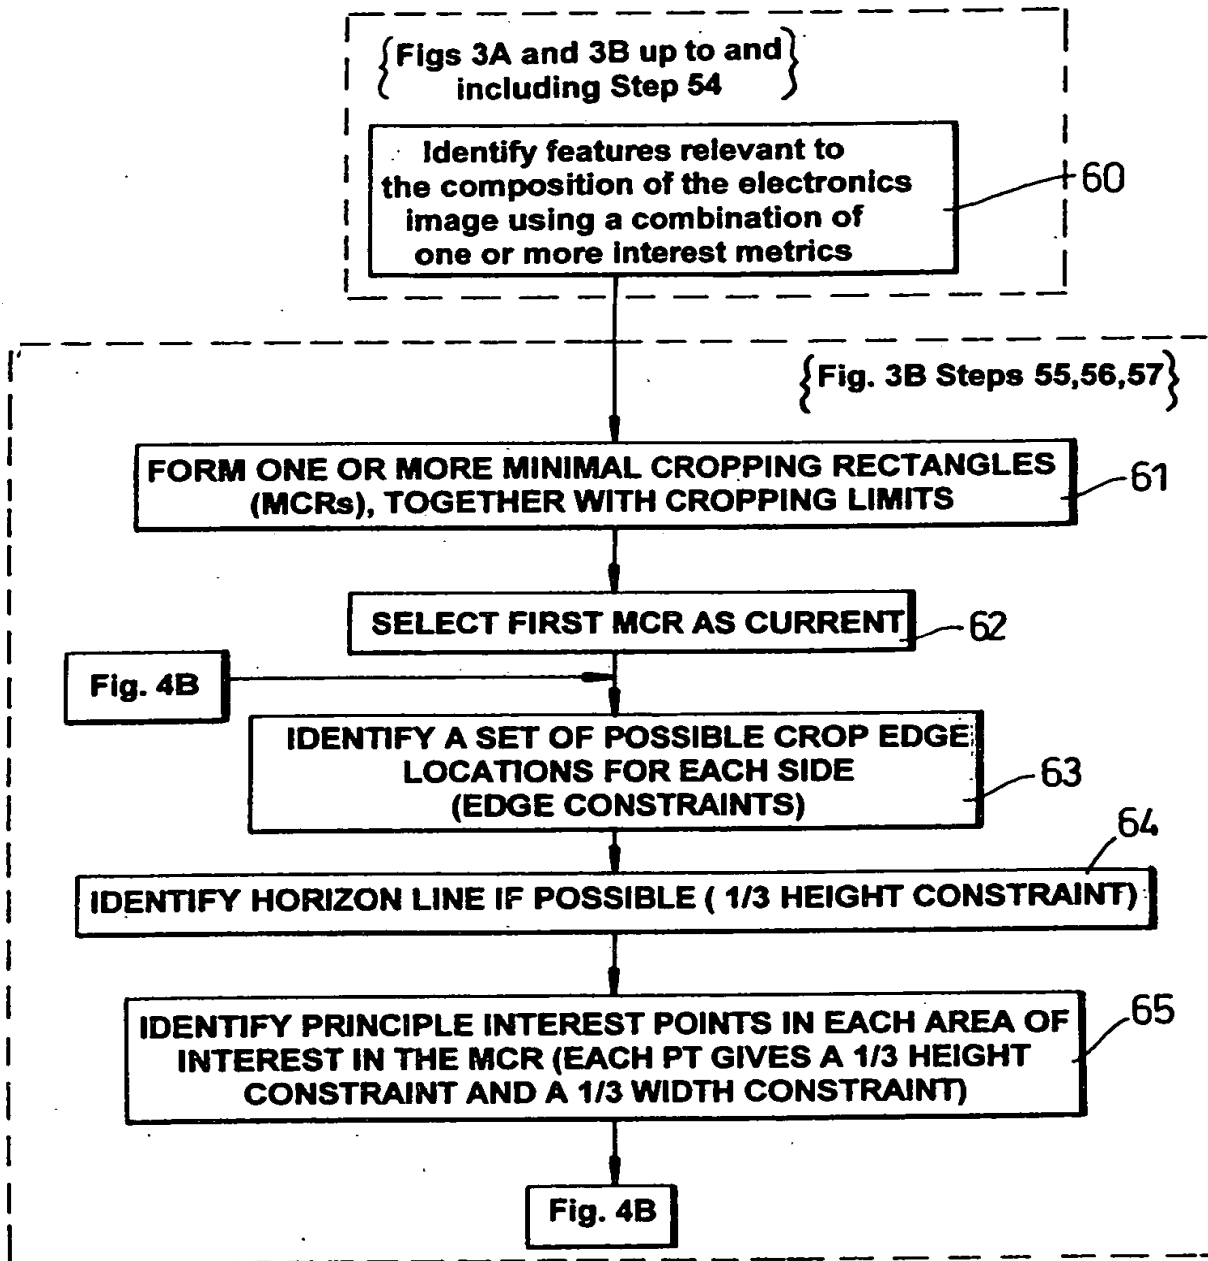 {Figs 3A and 3B up to and
including Step 54}
Identify features relevant to
the composition of the electronics
image using a combination of
one or more interest metrics
60
{Fig. 3B Steps 55,56,57}
FORM ONE OR MORE MINIMAL CROPPING RECTANGLES
(MCRs), TOGETHER WITH CROPPING LIMITS
61
SELECT FIRST MCR AS CURRENT
62
Fig. 4B
IDENTIFY A SET OF POSSIBLE CROP EDGE
LOCATIONS FOR EACH SIDE
(EDGE CONSTRAINTS)
63
64
IDENTIFY HORIZON LINE IF POSSIBLE ( 1/3 HEIGHT CONSTRAINT)
IDENTIFY PRINCIPLE INTEREST POINTS IN EACH AREA OF
INTEREST IN THE MCR (EACH PT GIVES A 1/3 HEIGHT
CONSTRAINT AND A 1/3 WIDTH CONSTRAINT)
65
Fig. 4B